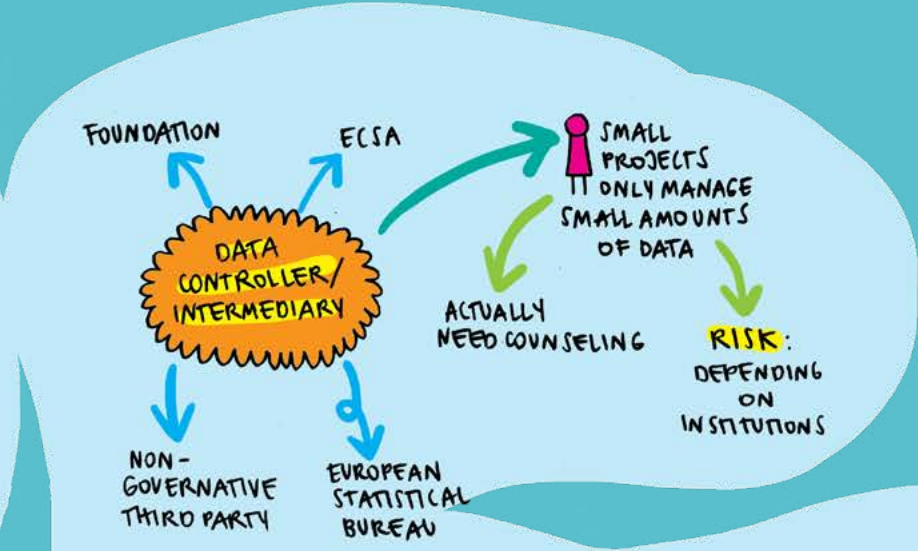 FOUNDATION
ECSA
DATA
CONTROLLER/
INTERMEDIARY
NON-
GOVERNATIVE
THIRD PARTY
EUROPEAN
STATISTICAL
BUREAU
SMALL
PROJECTS
ONLY MANAGE
SMALL AMOUNTS
OF DATA
ACTUALLY
NEED COUNSELING
RISK:
DEPENDING
ON
INSTITUTIONS